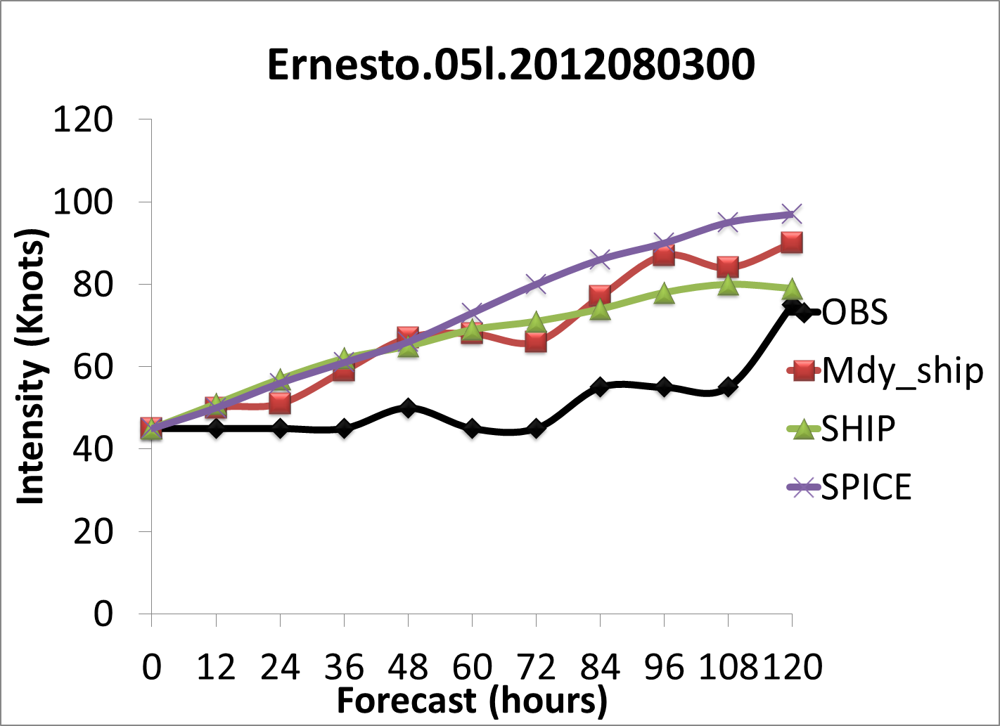 Ernesto.05l.2012080300
120
100
80
60
40
20
0
Intensity (Knots)
0 12 24 36 48 60 72 84 96 108 120
Forecast (hours)
OBS
Mdy_ship
SHIP
SPICE